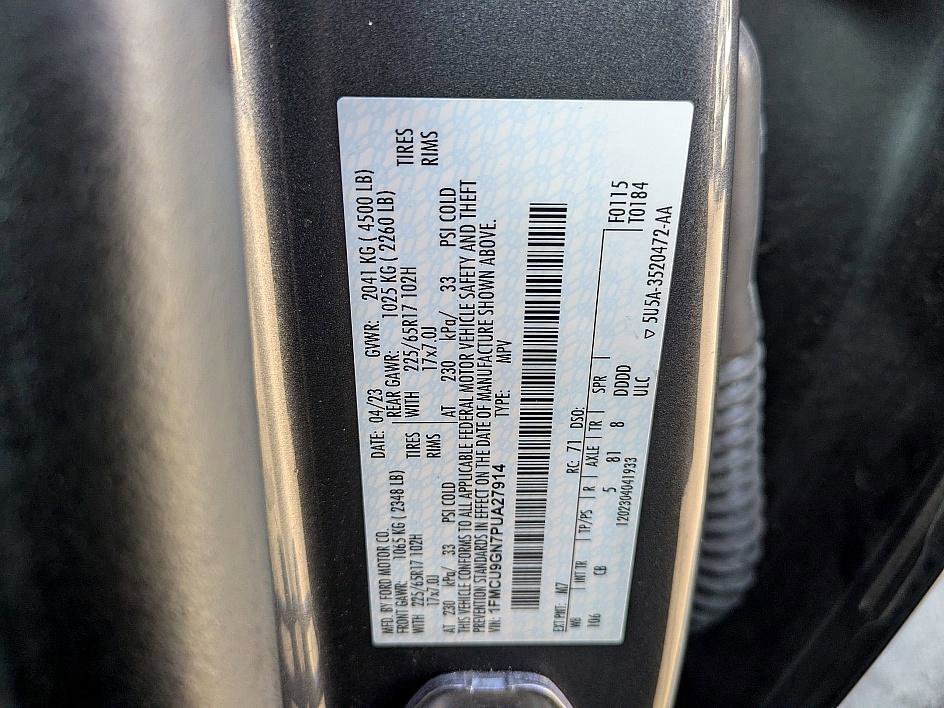 MFD. BY FORD MOTOR CO. DATE: 04/23 GVWR: 2041 KG ( 4500 LB)
FRONT GAWR: 1065 KG ( 2348 LB) REAR GAWR: 1025 KG ( 2260 LB)
WITH 225/65R17 102H TIRES WITH 225/65R17 102H TIRES
17x7.0J RIMS 17x7.0J RIMS
AT 230 kPa/ 33 PSI COLD AT 230 kPa/ 33 PSI COLD
THIS VEHICLE CONFORMS TO ALL APPLICABLE FEDERAL MOTOR VEHICLE SAFETY AND THEFT
PREVENTION STANDARDS IN EFFECT ON THE DATE OF MANUFACTURE SHOWN ABOVE.
VIN: 1FMCU9GN7PUA27914 TYPE: MPV
EXT PNT: M7 RC: 71 DSO:
WB INT TR TP/PS R AXLE TR SPR F0115
106 CB 5 81 8 DDDD T0184
1202304041933 ULC
▽ 5U5A-3520472-AA